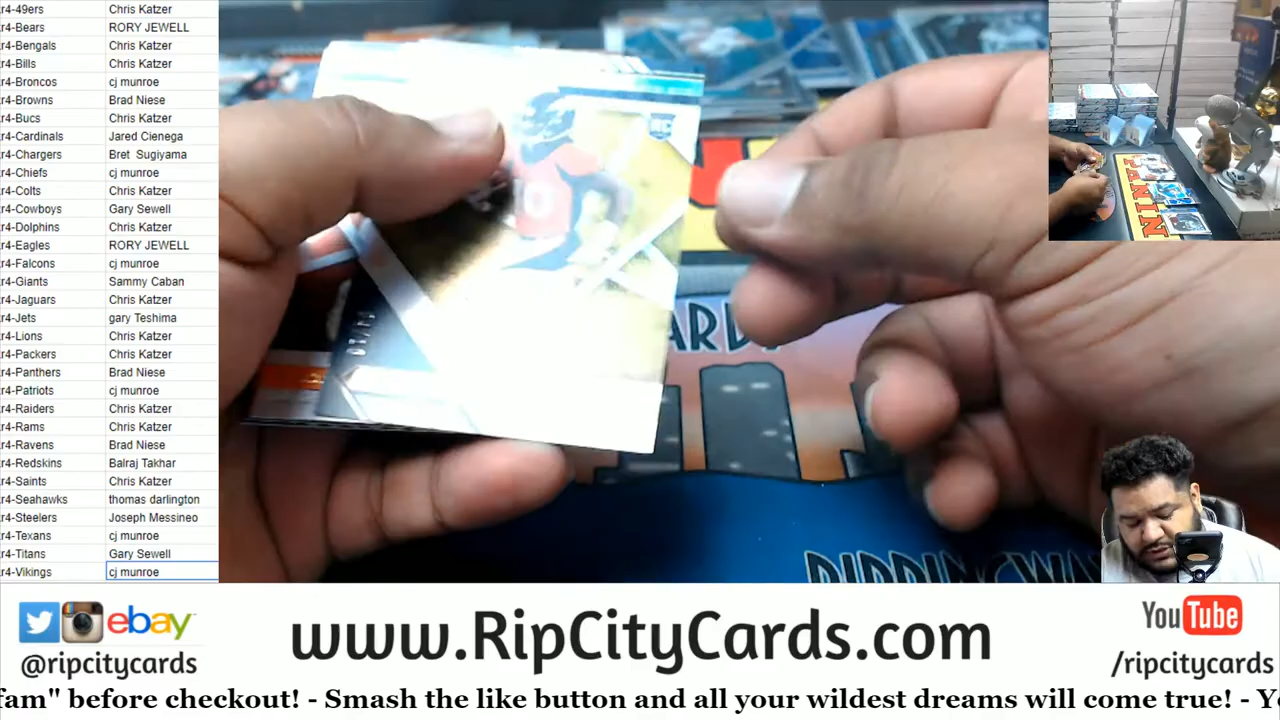 r4-49ers Chris Katzer
r4-Bears RORY JEWELL
r4-Bengals Chris Katzer
r4-Bills Chris Katzer
r4-Broncos cj munroe
r4-Browns Brad Niese
r4-Bucs Chris Katzer
r4-Cardinals Jared Cienega
r4-Chargers Bret Sugiyama
r4-Chiefs cj munroe
r4-Colts Chris Katzer
r4-Cowboys Gary Sewell
r4-Dolphins Chris Katzer
r4-Eagles RORY JEWELL
r4-Falcons cj munroe
r4-Giants Sammy Caban
r4-Jaguars Chris Katzer
r4-Jets gary Teshima
r4-Lions Chris Katzer
r4-Packers Chris Katzer
r4-Panthers Brad Niese
r4-Patriots cj munroe
r4-Raiders Chris Katzer
r4-Rams Chris Katzer
r4-Ravens Brad Niese
r4-Redskins Balraj Takhar
r4-Saints Chris Katzer
r4-Seahawks thomas darlington
r4-Steelers Joseph Messineo
r4-Texans cj munroe
r4-Titans Gary Sewell
r4-Vikings cj munroe
RC
PANIN
ARD
RIPPINGWA
ebay
@ripcitycards
www.RipCityCards.com
YouTube
/ripcitycards
fam" before checkout! - Smash the like button and all your wildest dreams will come true! - Yo